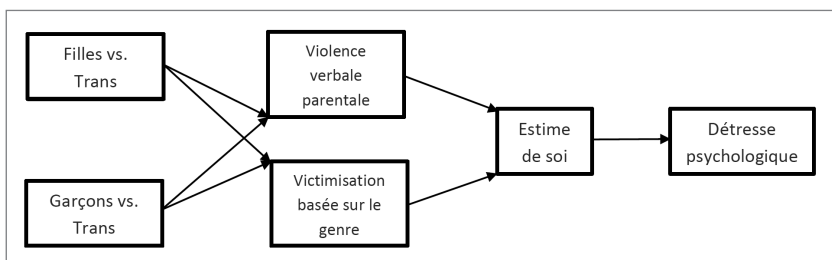 Filles vs.
Trans
Violence
verbale
parentale
Garçons vs.
Trans
Victimisation
basée sur le
genre
Estime
de soi
Détresse
psychologique